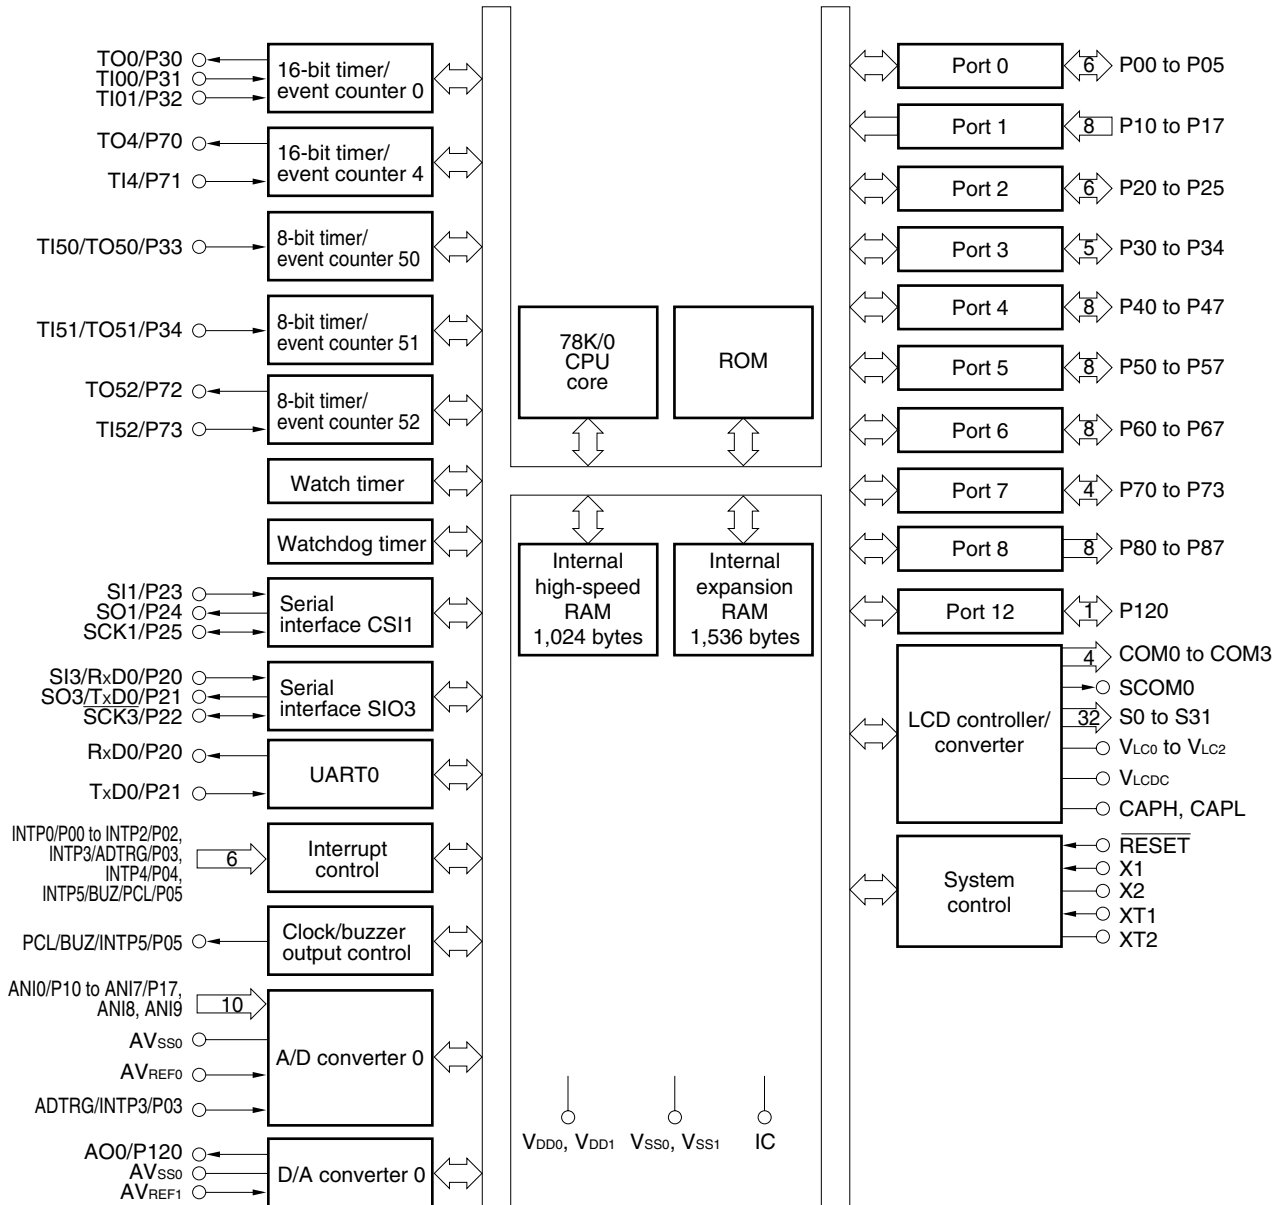 TO0/P30
TI00/P31
TI01/P32
16-bit timer/
event counter 0
TO4/P70
TI4/P71
16-bit timer/
event counter 4
TI50/TO50/P33
8-bit timer/
event counter 50
TI51/TO51/P34
8-bit timer/
event counter 51
TO52/P72
TI52/P73
8-bit timer/
event counter 52
Watch timer
Watchdog timer
SI1/P23
SO1/P24
SCK1/P25
Serial
interface CSI1
SI3/RxD0/P20
SO3/TxD0/P21
SCK3/P22
Serial
interface SIO3
RxD0/P20
TxD0/P21
UART0
INTP0/P00 to INTP2/P02,
INTP3/ADTRG/P03,
INTP4/P04,
INTP5/BUZ/PCL/P05
6
Interrupt
control
PCL/BUZ/INTP5/P05
Clock/buzzer
output control
ANI0/P10 to ANI7/P17,
ANI8, ANI9
10
AVSS0
AVREF0
ADTRG/INTP3/P03
A/D converter 0
AO0/P120
AVSS0
AVREF1
D/A converter 0
78K/0
CPU
core
ROM
Internal
high-speed
RAM
1,024 bytes
Internal
expansion
RAM
1,536 bytes
VDD0, VDD1
VSS0, VSS1
IC
Port 0
6
P00 to P05
Port 1
8
P10 to P17
Port 2
6
P20 to P25
Port 3
5
P30 to P34
Port 4
8
P40 to P47
Port 5
8
P50 to P57
Port 6
8
P60 to P67
Port 7
4
P70 to P73
Port 8
8
P80 to P87
Port 12
1
P120
LCD controller/
converter
4
COM0 to COM3
SCOM0
32
S0 to S31
VLC0 to VLC2
VLCDC
CAPH, CAPL
System
control
RESET
X1
X2
XT1
XT2